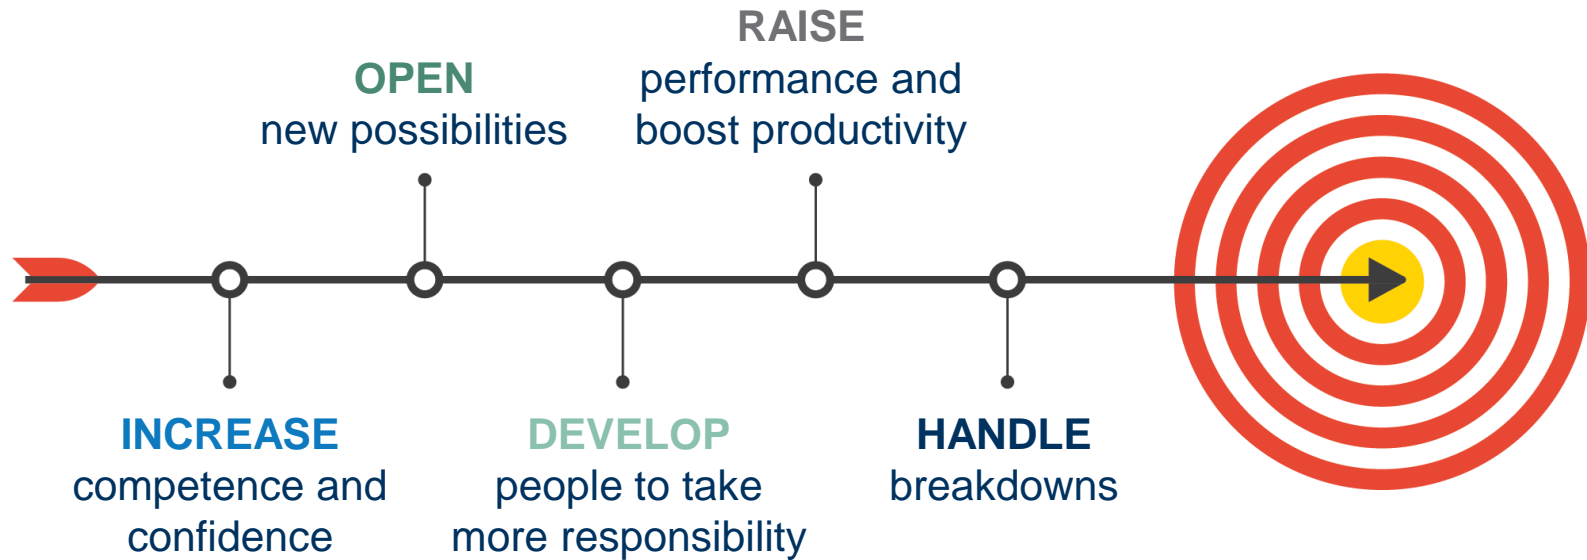 INCREASE
competence and
confidence
OPEN
new possibilities
DEVELOP
people to take
more responsibility
RAISE
performance and
boost productivity
HANDLE
breakdowns